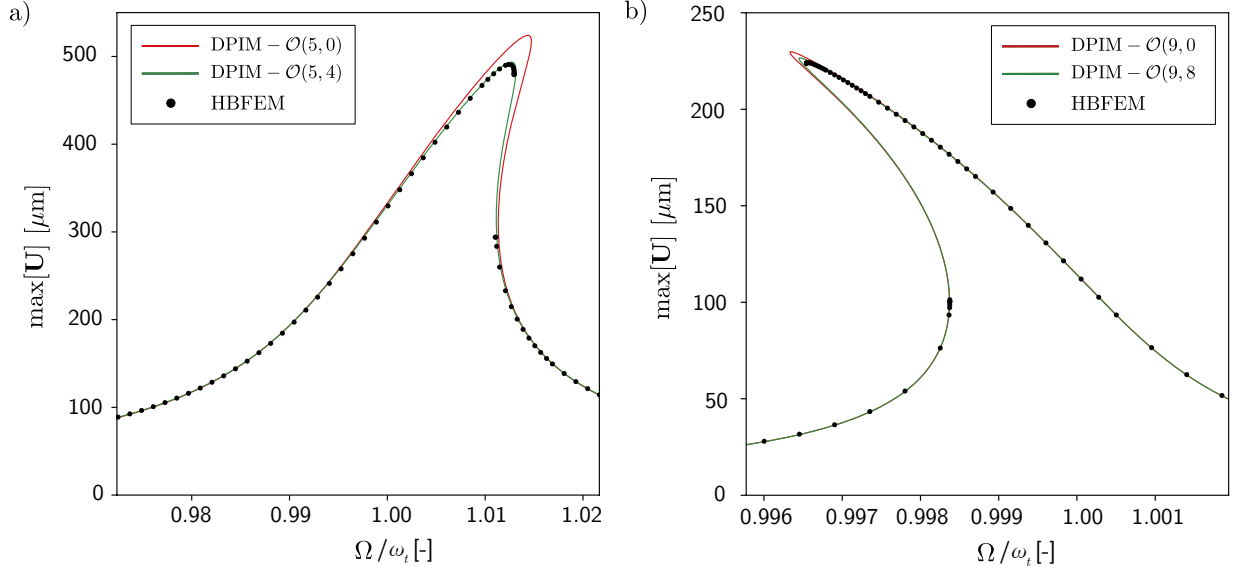 a)
DPIM − O(5, 0)
DPIM − O(5, 4)
HBFEM
500
400
300
200
100
0
max[U] [μm]
0.98
0.99
1.00
1.01
1.02
Ω/ω_t[-]
b)
DPIM − O(9, 0
DPIM − O(9, 8
HBFEM
250
200
150
100
50
0
max[U] [μm]
0.996
0.997
0.998
0.999
1.00
1.001
Ω/ω_t[-]